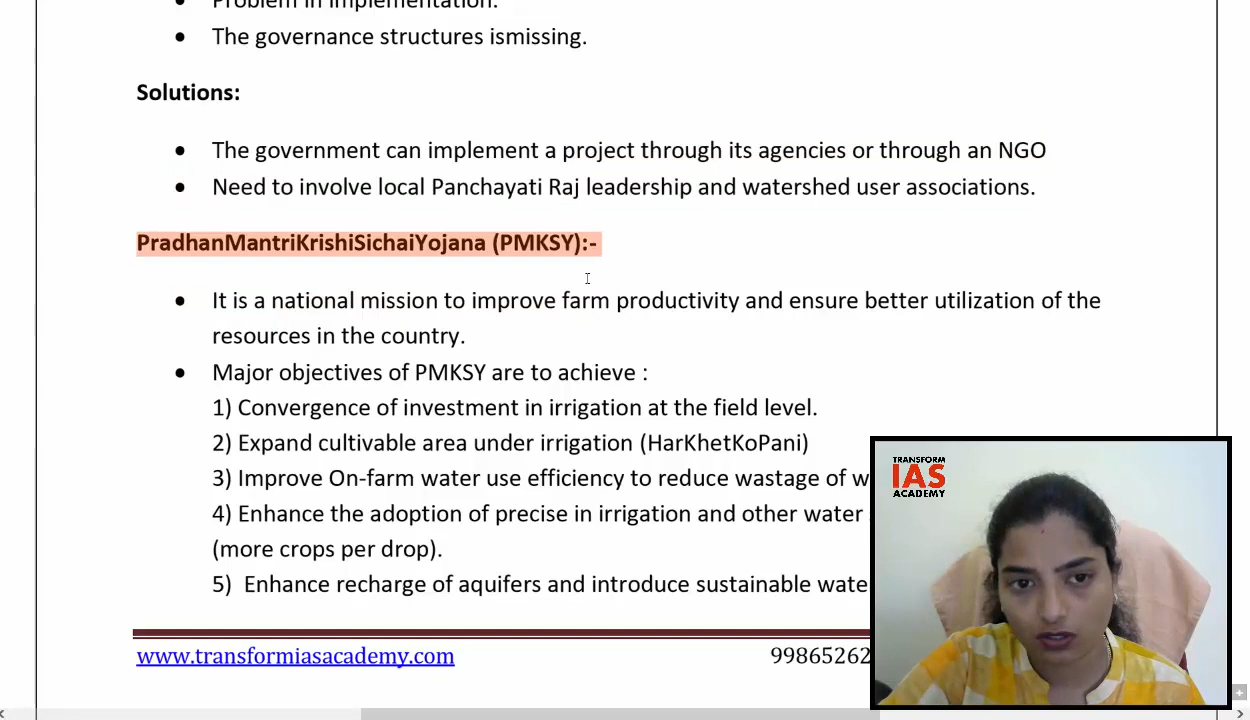 Problem in implementation.
• The governance structures ismissing.
Solutions:
• The government can implement a project through its agencies or through an NGO
• Need to involve local Panchayati Raj leadership and watershed user associations.
PradhanMantriKrishiSichaiYojana (PMKSY):-
• It is a national mission to improve farm productivity and ensure better utilization of the
resources in the country.
• Major objectives of PMKSY are to achieve :
1) Convergence of investment in irrigation at the field level.
2) Expand cultivable area under irrigation (HarKhetKoPani)
3) Improve On-farm water use efficiency to reduce wastage of
4) Enhance the adoption of precise in irrigation and other water
(more crops per drop).
5) Enhance recharge of aquifers and introduce sustainable
www.transformiasacademy.com
99865262
TRANSFORM
IAS
ACADEMY